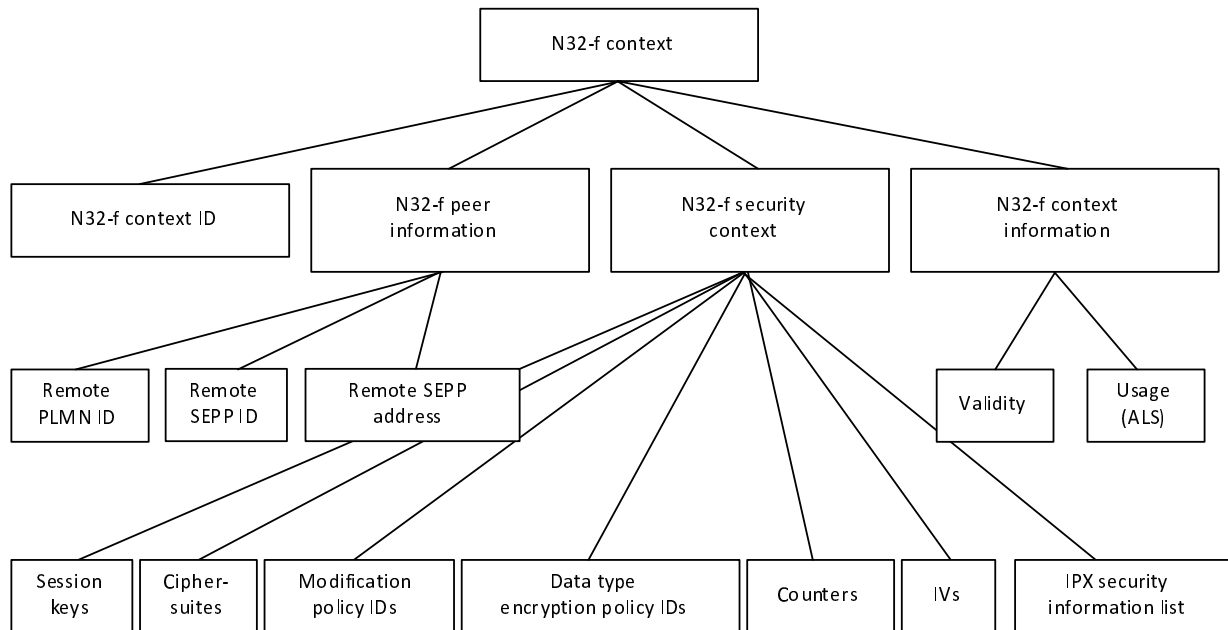 N32-f context
N32-f context ID
N32-f peer
information
N32-f security
context
N32-f context
information
Remote
PLMN ID
Remote
SEPP ID
Remote SEPP
address
Validity
Usage
(ALS)
Session
keys
Cipher-
suites
Modification
policy IDs
Data type
encryption policy IDs
Counters
IVs
IPX security
information list